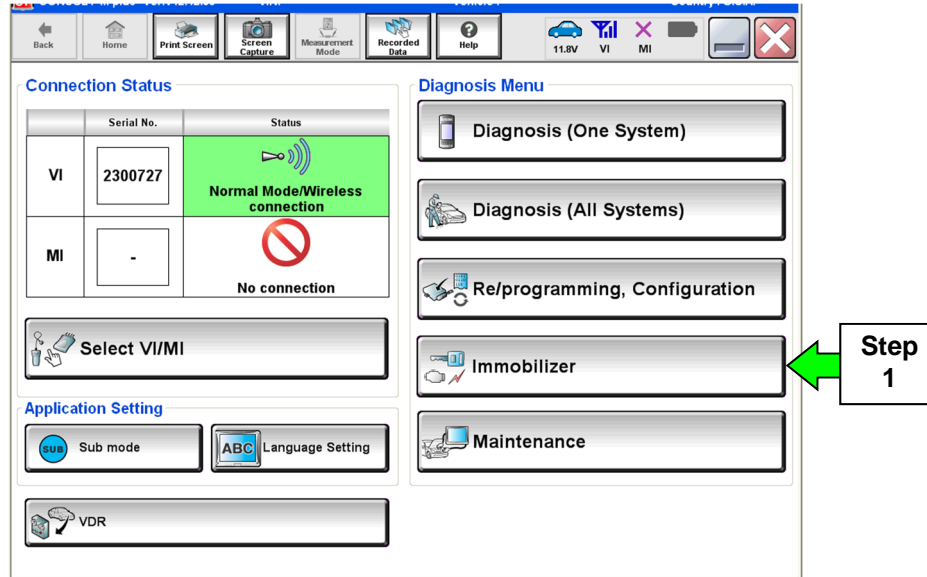 Back
Home
Print Screen
Screen
Capture
Measurement
Mode
Recorded
Data
Help
11.8V
VI
MI
Connection Status
Serial No.
Status
VI
2300727
Normal Mode/Wireless
connection
MI
-
No connection
Select VI/MI
Application Setting
SUB
Sub mode
ABC
Language Setting
VDR
Diagnosis Menu
Diagnosis (One System)
Diagnosis (All Systems)
Re/programming, Configuration
Immobilizer
Maintenance
Step
1